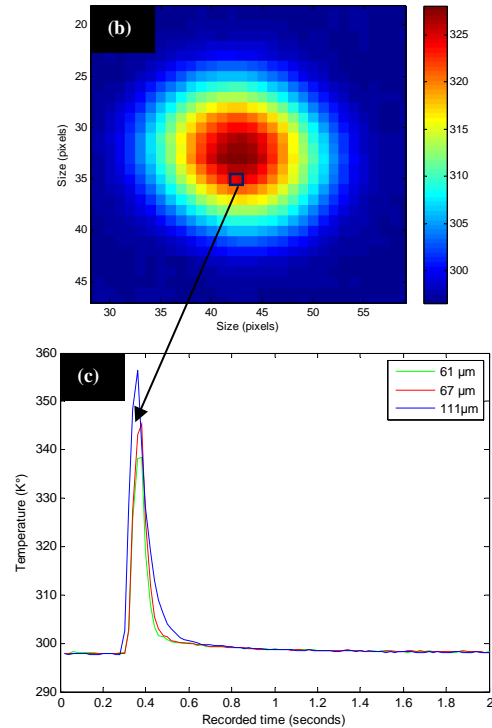 (b)
20
25
30
35
40
45
Size (pixels)
30 35 40 45 50 55
Size (pixels)
325
320
315
310
305
300
(c)
360
350
340
330
320
310
300
290
Temperature (K°)
61 µm
67 µm
111µm
0 0.2 0.4 0.6 0.8 1 1.2 1.4 1.6 1.8 2
Recorded time (seconds)